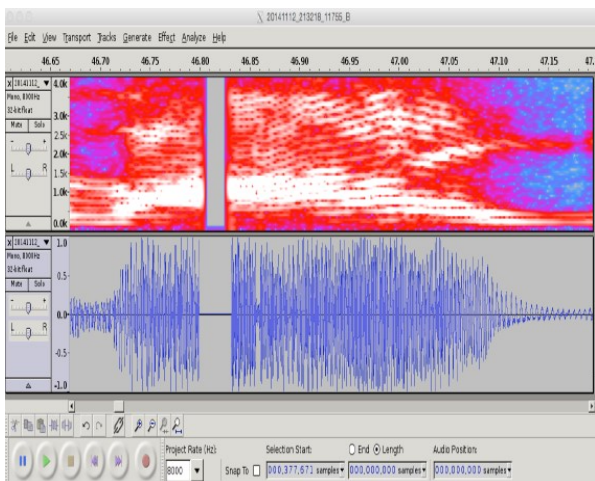 20141112_213218_11755_B
File Edit View Transport Tracks Generate Effect Analyze Help
46.65 46.70 46.75 46.80 46.85 46.90 46.95 47.00 47.05 47.10 47.15 47.
x 20141112_ ▼ 4.0k
Mono, 8000Hz
32-bit float
Mute Solo
3.0k
2.5k
- +
2.0k
L R 1.5k
1.0k
0.0k
x 20141112_ ▼ 1.0
Mono, 8000Hz
32-bit float
Mute Solo
0.5
- +
L R 0.0
-0.5
-1.0
Project Rate (Hz): Selection Start: End Length Audio Position:
8000 Snap To 000,377,671 samples 000,000,000 samples 000,000,000 samples